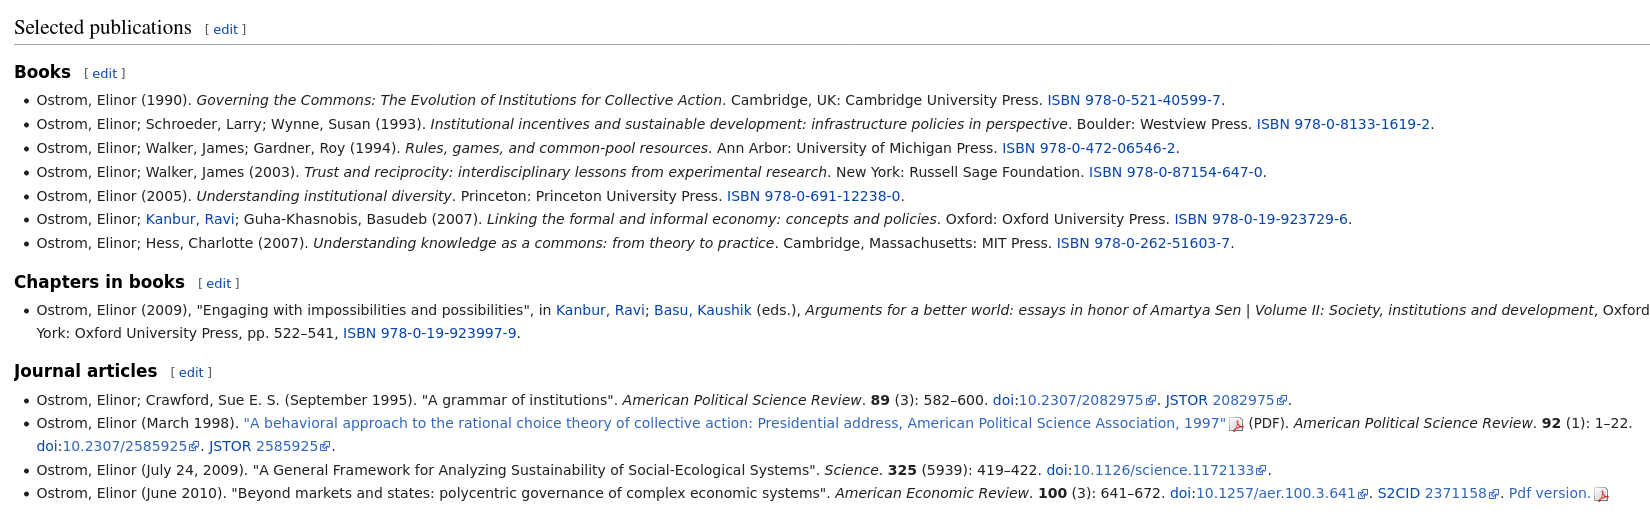 Selected publications [ edit ]
Books [ edit ]
• Ostrom, Elinor (1990). Governing the Commons: The Evolution of Institutions for Collective Action. Cambridge, UK: Cambridge University Press. ISBN 978-0-521-40599-7.
• Ostrom, Elinor; Schroeder, Larry; Wynne, Susan (1993). Institutional incentives and sustainable development: infrastructure policies in perspective. Boulder: Westview Press. ISBN 978-0-8133-1619-2.
• Ostrom, Elinor; Walker, James; Gardner, Roy (1994). Rules, games, and common-pool resources. Ann Arbor: University of Michigan Press. ISBN 978-0-472-06546-2.
• Ostrom, Elinor; Walker, James (2003). Trust and reciprocity: interdisciplinary lessons from experimental research. New York: Russell Sage Foundation. ISBN 978-0-87154-647-0.
• Ostrom, Elinor (2005). Understanding institutional diversity. Princeton: Princeton University Press. ISBN 978-0-691-12238-0.
• Ostrom, Elinor; Kanbur, Ravi; Guha-Khasnobis, Basudeb (2007). Linking the formal and informal economy: concepts and policies. Oxford: Oxford University Press. ISBN 978-0-19-923729-6.
• Ostrom, Elinor; Hess, Charlotte (2007). Understanding knowledge as a commons: from theory to practice. Cambridge, Massachusetts: MIT Press. ISBN 978-0-262-51603-7.
Chapters in books [ edit ]
• Ostrom, Elinor (2009), "Engaging with impossibilities and possibilities", in Kanbur, Ravi; Basu, Kaushik (eds.), Arguments for a better world: essays in honor of Amartya Sen | Volume II: Society, institutions and development, Oxford
York: Oxford University Press, pp. 522–541, ISBN 978-0-19-923997-9.
Journal articles [ edit ]
• Ostrom, Elinor; Crawford, Sue E. S. (September 1995). "A grammar of institutions". American Political Science Review. 89 (3): 582–600. doi:10.2307/2082975. JSTOR 2082975.
• Ostrom, Elinor (March 1998). "A behavioral approach to the rational choice theory of collective action: Presidential address, American Political Science Association, 1997" (PDF). American Political Science Review. 92 (1): 1–22.
doi:10.2307/2585925. JSTOR 2585925.
• Ostrom, Elinor (July 24, 2009). "A General Framework for Analyzing Sustainability of Social-Ecological Systems". Science. 325 (5939): 419–422. doi:10.1126/science.1172133.
• Ostrom, Elinor (June 2010). "Beyond markets and states: polycentric governance of complex economic systems". American Economic Review. 100 (3): 641–672. doi:10.1257/aer.100.3.641. S2CID 2371158. Pdf version.